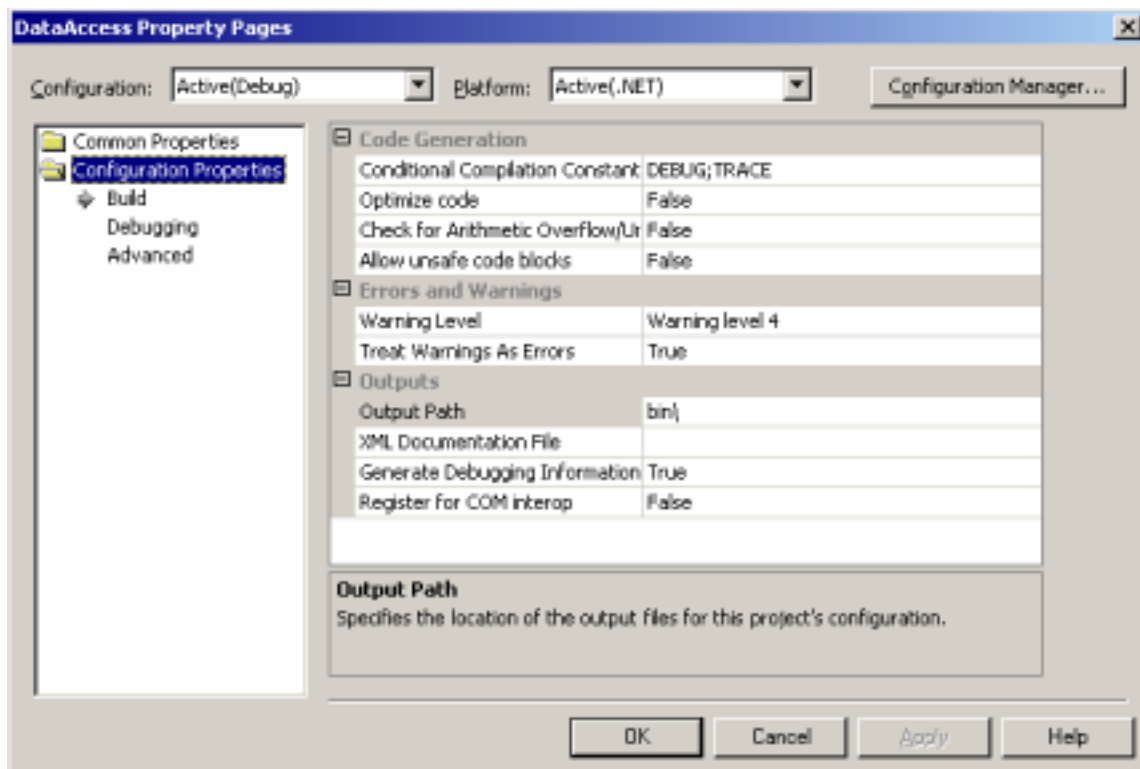 DataAccess Property Pages
Configuration: Active(Debug) Platform: Active(.NET) Configuration Manager...
Common Properties
Configuration Properties
Build
Debugging
Advanced
Code Generation
Conditional Compilation Constant DEBUG;TRACE
Optimize code False
Check for Arithmetic Overflow/Un False
Allow unsafe code blocks False
Errors and Warnings
Warning Level Warning level 4
Treat Warnings As Errors True
Outputs
Output Path bin\
XML Documentation File
Generate Debugging Information True
Register for COM interop False
Output Path
Specifies the location of the output files for this project's configuration.
OK Cancel Apply Help